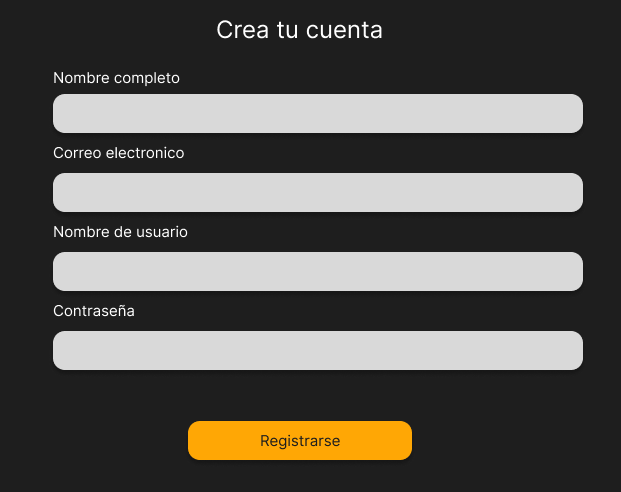 Crea tu cuenta
Nombre completo
Correo electronico
Nombre de usuario
Contraseña
Registrarse